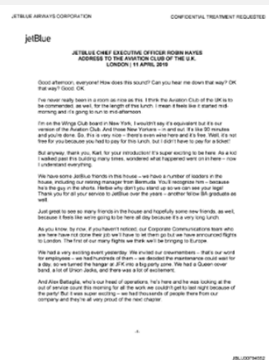 JETBLUE AIRWAYS CORPORATION
CONFIDENTIAL TREATMENT REQUESTED
jetBlue
JETBLUE CHIEF EXECUTIVE OFFICER ROBIN HAYES
ADDRESS TO THE AVIATION CLUB OF THE U.K.
LONDON | 11 APRIL 2019
Good afternoon, everyone! How does this sound? Can you hear me down that way? OK
that way? Good. OK.
I've never really been in a room as nice as this. I think the Aviation Club of the UK is to
be commended, as well, for the length of this lunch. I mean it feels like it started mid-
morning and it's going to run to mid-afternoon
I'm on the Wings Club board in New York. I wouldn't say it's equivalent but it's our
version of the Aviation Club. And those New Yorkers – in and out. It's like 90 minutes
and you're done. So, this is very nice – there's even wine here and it's free. Well, it's not
free for you because you had to pay for this lunch, but I didn't have to pay for a ticket!
But anyway, thank you, Karl, for your introduction! It's super exciting to be here. As a kid
I walked past this building many times, wondered what happened went on in here – now
I understand everything.
We have some JetBlue friends in this house – we have a number of leaders in the
house, including our retiring manager from Bermuda. You'll recognize him – because
he's the guy in the shorts.
you stand up so we can see your legs!
Thank you for all your service to JetBlue over the years – another fellow BA graduate as
well.
Just great to see so many friends in the house and hopefully some new friends, as well,
because it feels like we're going to be here all day because it's a very long lunch.
As you know, by now, if you haven't noticed, our Corporate Communications team who
are here have not done their job we'll have to let them go but we have announced flights
to London. The first of our many flights we think we'll be bringing to Europe.
We had a very exciting event yesterday. We invited our crewmembers – that's our word
for employees – we had hundreds of them – we decided the maintenance could wait for
a day, so we turned the hangar at JFK into a big party zone. We had a Queen cover
band, a lot of Union Jacks, and there was a lot of excitement.
And Alex Battaglia, who's our head of operations, he's here and he was looking at the
out of service count this morning for all the work we couldn't get to last night because of
the party! But it was super exciting – we had thousands of people there from our
company and they're all very proud of the next chapter.